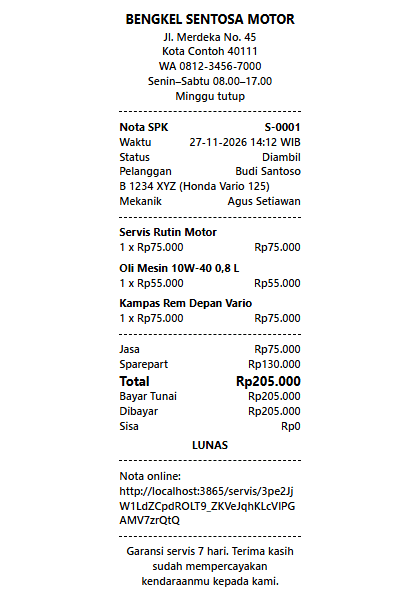 BENGKEL SENTOSA MOTOR
Jl. Merdeka No. 45
Kota Contoh 40111
WA 0812-3456-7000
Senin–Sabtu 08.00–17.00
Minggu tutup
Nota SPK S-0001
Waktu 27-11-2026 14:12 WIB
Status Diambil
Pelanggan Budi Santoso
B 1234 XYZ (Honda Vario 125)
Mekanik Agus Setiawan
Servis Rutin Motor
1 x Rp75.000 Rp75.000
Oli Mesin 10W-40 0,8 L
1 x Rp55.000 Rp55.000
Kampas Rem Depan Vario
1 x Rp75.000 Rp75.000
Jasa Rp75.000
Sparepart Rp130.000
Total Rp205.000
Bayar Tunai Rp205.000
Dibayar Rp205.000
Sisa Rp0
LUNAS
Nota online:
http://localhost:3865/servis/3pe2Jj
W1LdZCpdROLT9_ZKVeJqhKLcVIPG
AMV7zrQtQ
Garansi servis 7 hari. Terima kasih
sudah mempercayakan
kendaraanmu kepada kami.